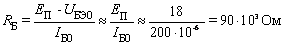 R_Б = (E_П - U_БЭ0) / I_Б0 ≈ E_П / I_Б0 ≈ 18 / (200·10⁻⁶) = 90·10³ Ом